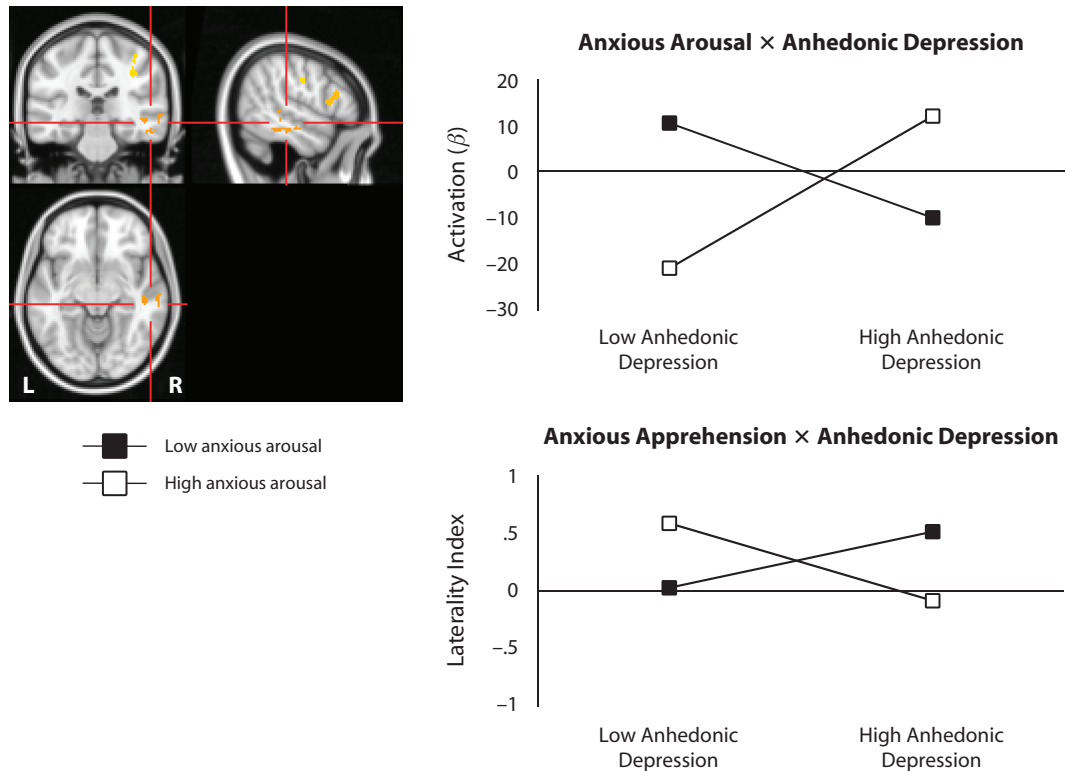 L
R
Low anxious arousal
High anxious arousal
Anxious Arousal × Anhedonic Depression
Activation (β)
20
10
0
–10
–20
–30
Low Anhedonic
Depression
High Anhedonic
Depression
Anxious Apprehension × Anhedonic Depression
Laterality Index
1
.5
0
–.5
–1
Low Anhedonic
Depression
High Anhedonic
Depression